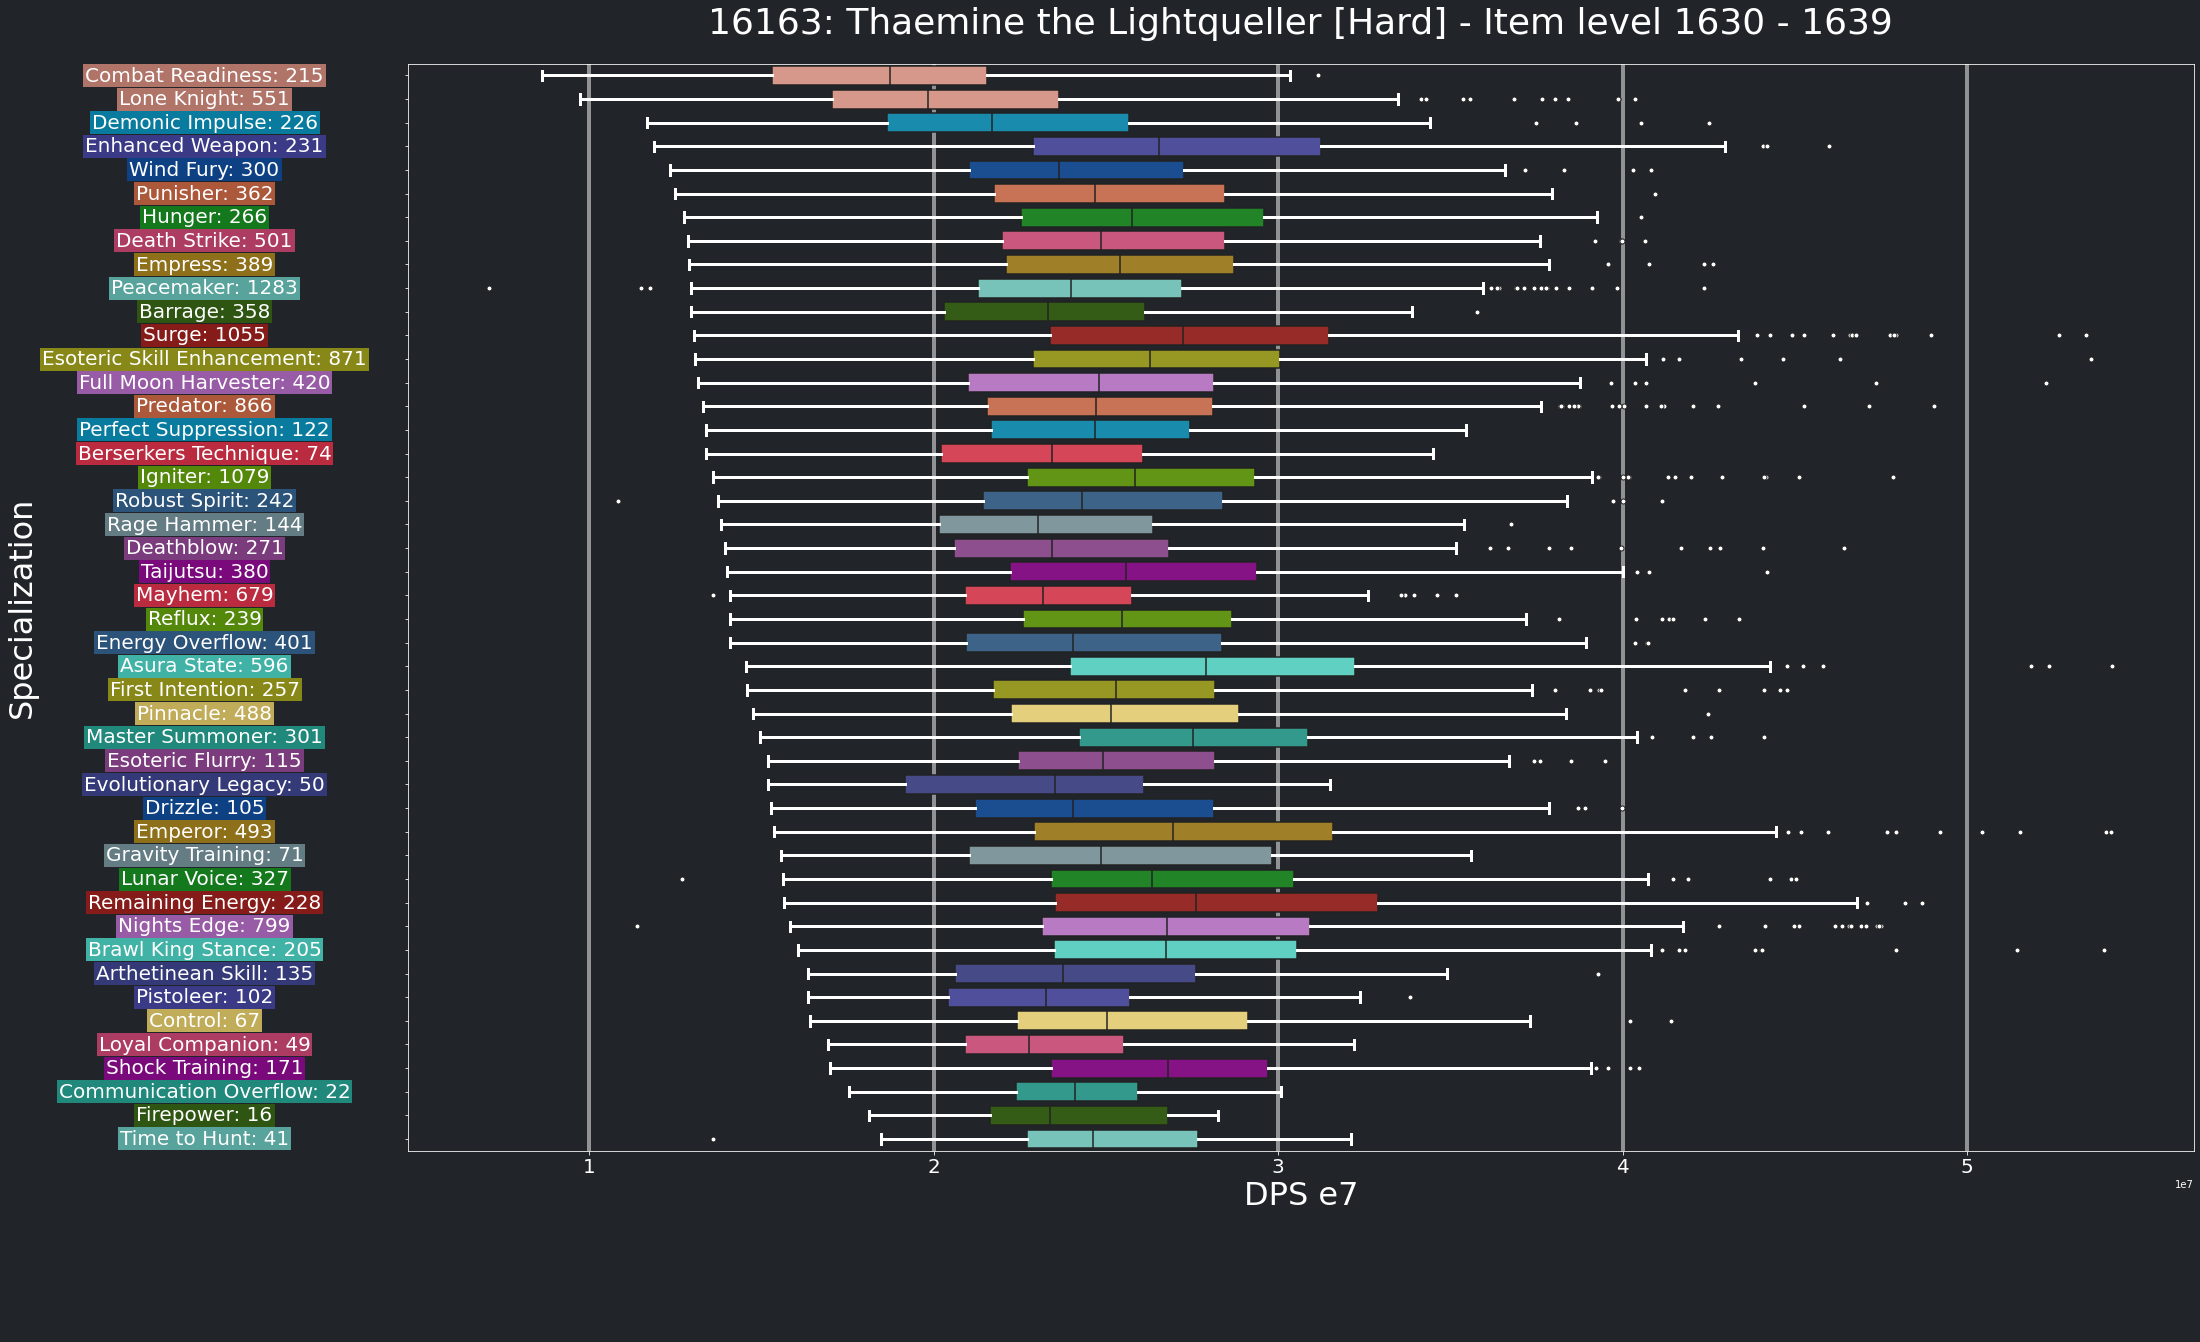 16163: Thaemine the Lightqueller [Hard] - Item level 1630 - 1639
Specialization
Combat Readiness: 215
Lone Knight: 551
Demonic Impulse: 226
Enhanced Weapon: 231
Wind Fury: 300
Punisher: 362
Hunger: 266
Death Strike: 501
Empress: 389
Peacemaker: 1283
Barrage: 358
Surge: 1055
Esoteric Skill Enhancement: 871
Full Moon Harvester: 420
Predator: 866
Perfect Suppression: 122
Berserkers Technique: 74
Igniter: 1079
Robust Spirit: 242
Rage Hammer: 144
Deathblow: 271
Taijutsu: 380
Mayhem: 679
Reflux: 239
Energy Overflow: 401
Asura State: 596
First Intention: 257
Pinnacle: 488
Master Summoner: 301
Esoteric Flurry: 115
Evolutionary Legacy: 50
Drizzle: 105
Emperor: 493
Gravity Training: 71
Lunar Voice: 327
Remaining Energy: 228
Nights Edge: 799
Brawl King Stance: 205
Arthetinean Skill: 135
Pistoleer: 102
Control: 67
Loyal Companion: 49
Shock Training: 171
Communication Overflow: 22
Firepower: 16
Time to Hunt: 41
1 2 3 4 5
1e7
DPS e7